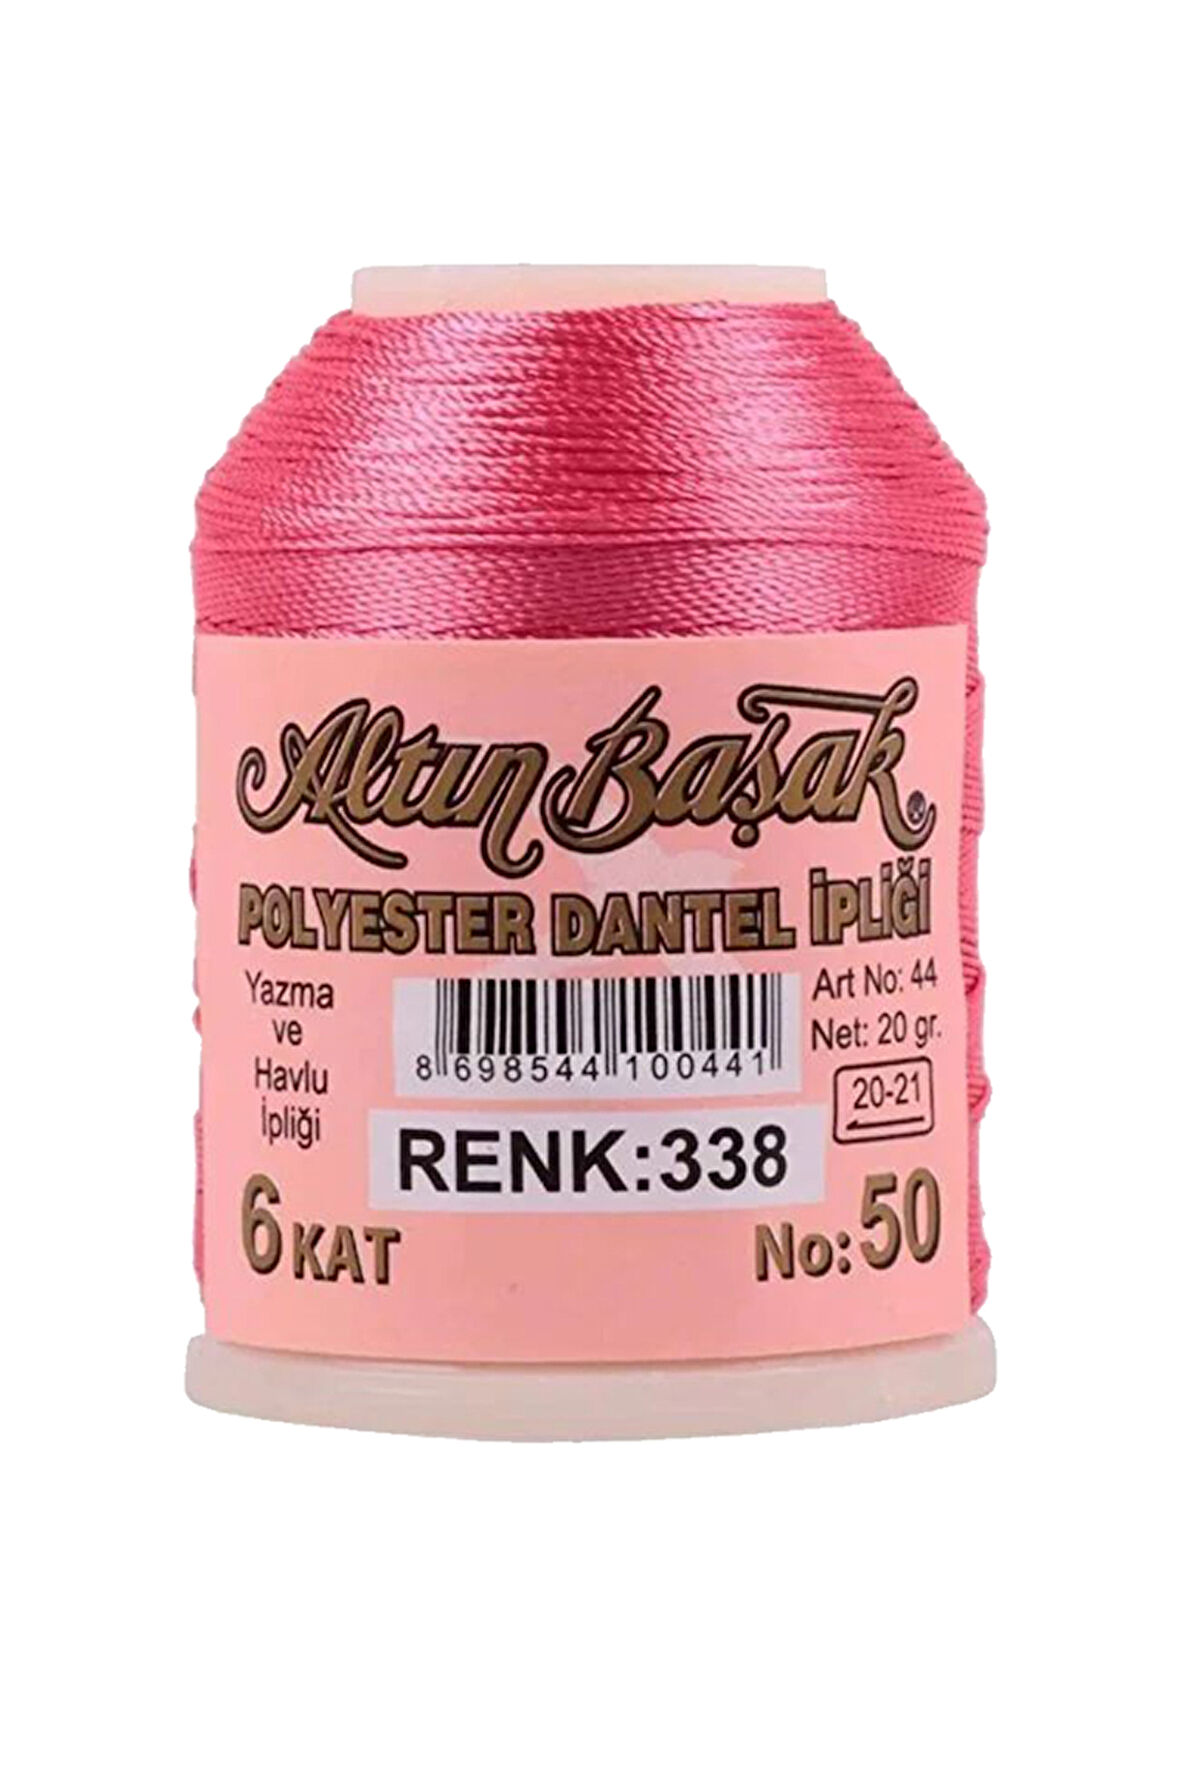 Altın Başak
POLYESTER DANTEL İPLİĞİ
Yazma
ve
Havlu
İpliği
8 698544 100441
Art No: 44
Net: 20 gr.
20-21
RENK:338
6 KAT
No: 50